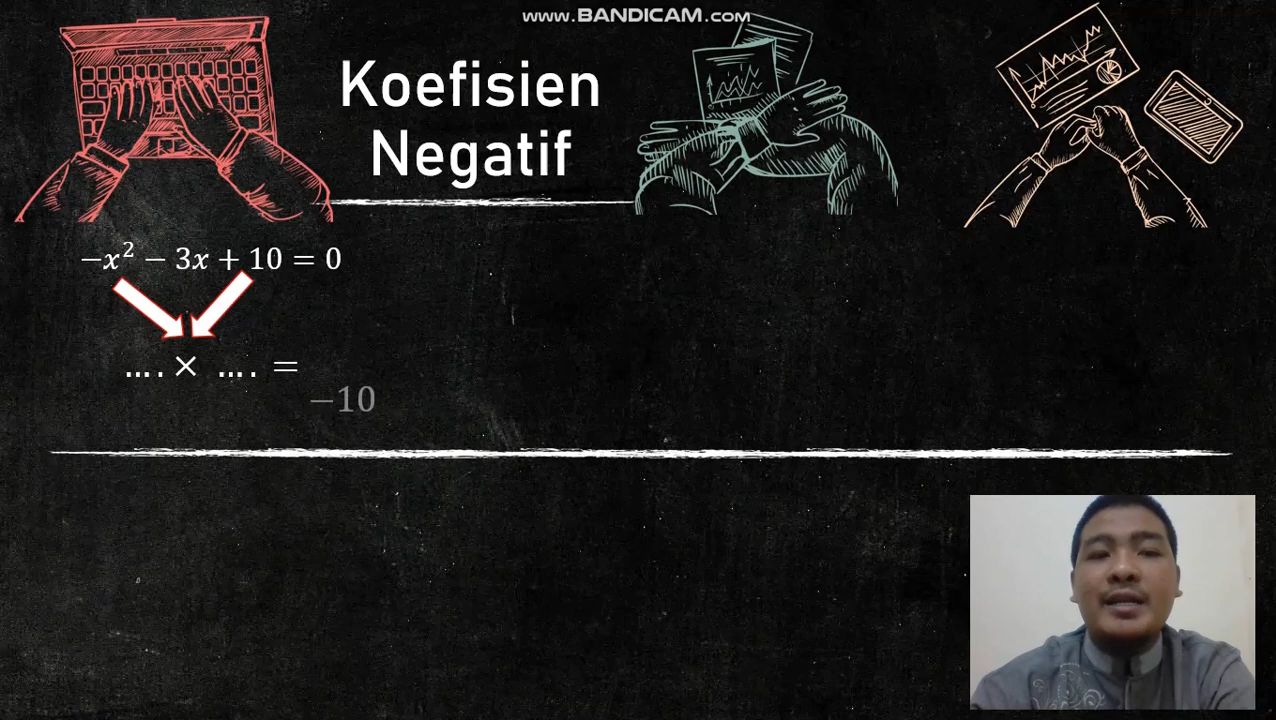 www.BANDICAM.com
Koefisien
Negatif
−x² − 3x + 10 = 0
.... × .... =
−10